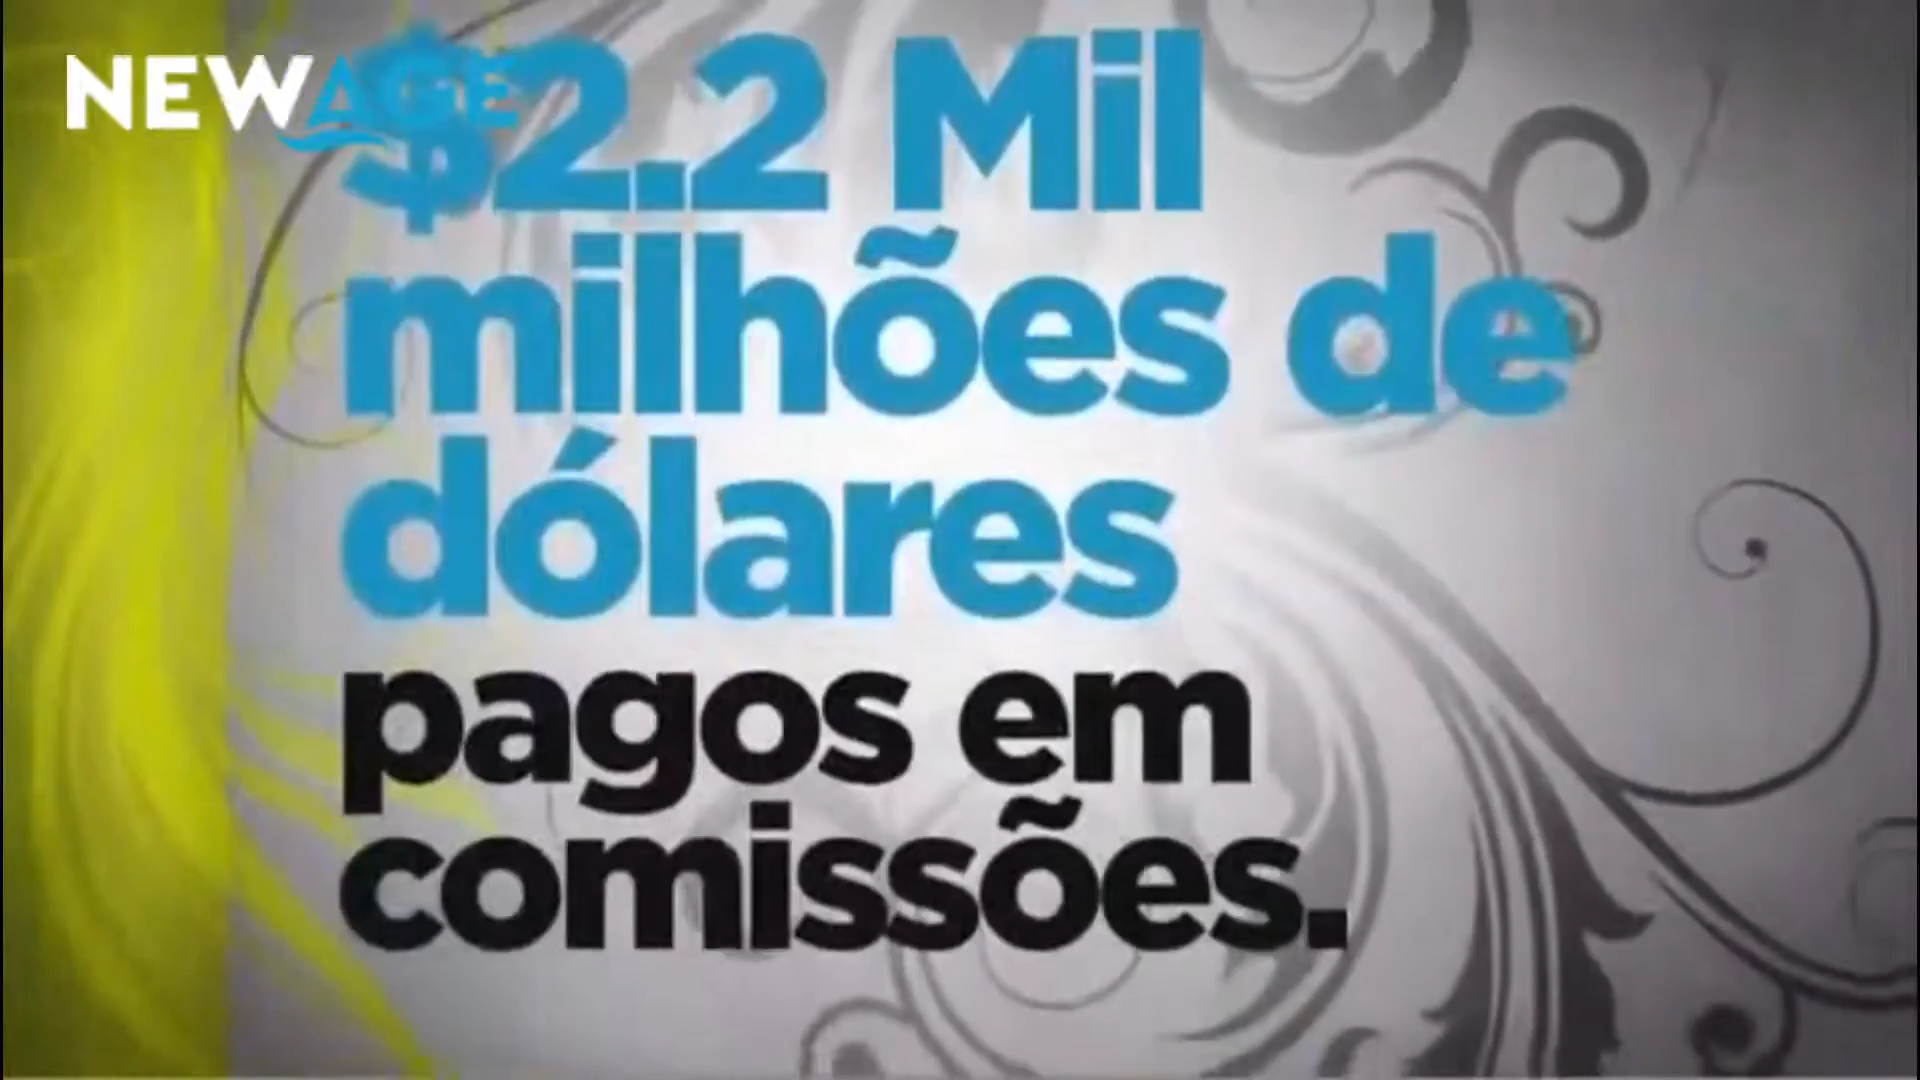 NEWAGE
$2.2 Mil
milhões de
dólares
pagos em
comissões.